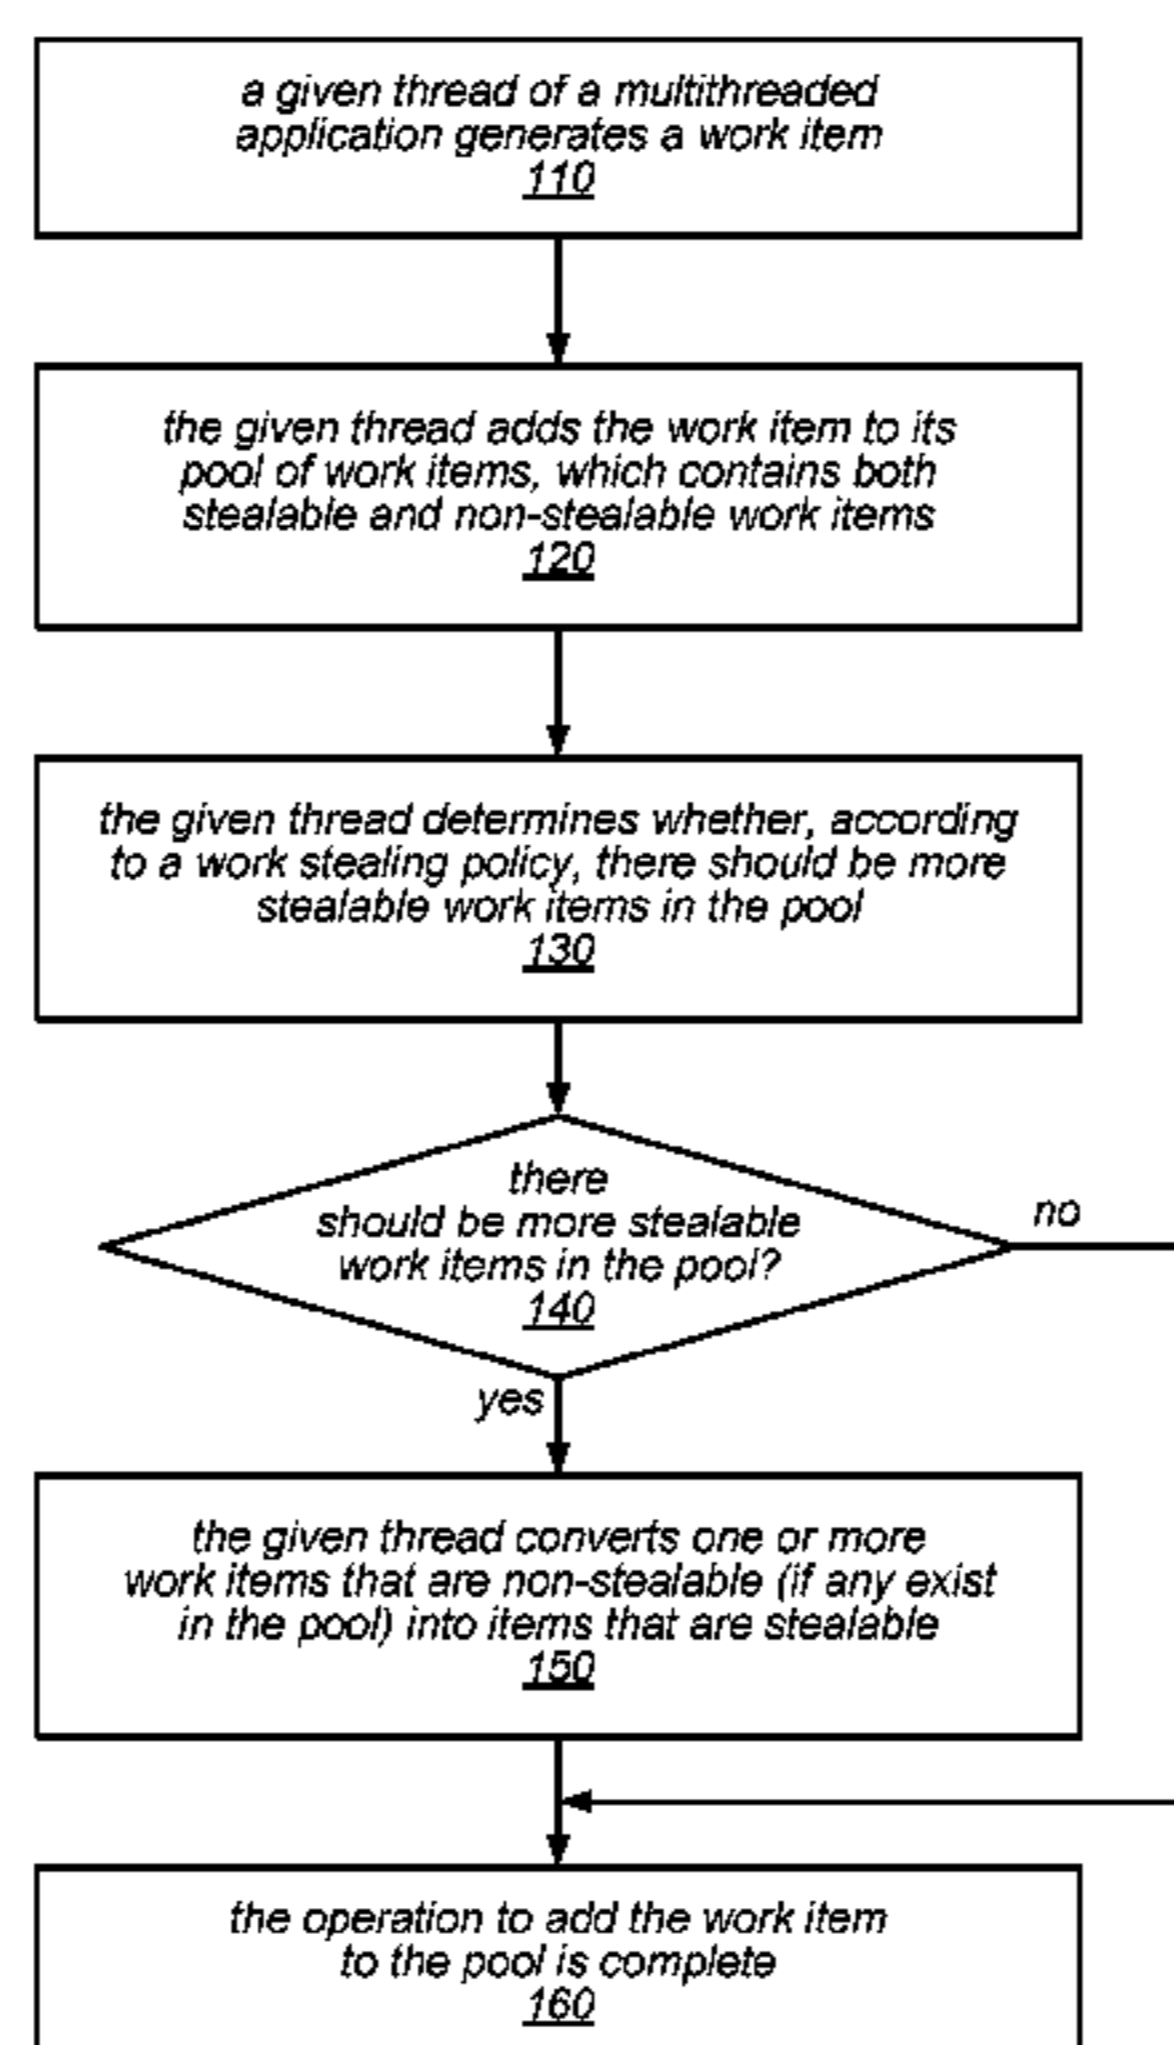 a given thread of a multithreaded
application generates a work item
110
the given thread adds the work item to its
pool of work items, which contains both
stealable and non-stealable work items
120
the given thread determines whether, according
to a work stealing policy, there should be more
stealable work items in the pool
130
there
should be more stealable
work items in the pool?
140
no
yes
the given thread converts one or more
work items that are non-stealable (if any exist
in the pool) into items that are stealable
150
the operation to add the work item
to the pool is complete
160